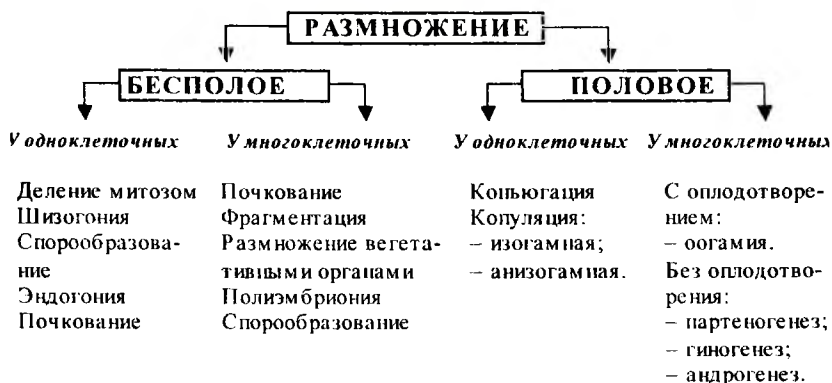 РАЗМНОЖЕНИЕ
БЕСПОЛОЕ
ПОЛОВОЕ
У одноклеточных
У многоклеточных
У одноклеточных
У многоклеточных
Деление митозом
Шизогония
Спорообразова-
ние
Эндогония
Почкование
Почкование
Фрагментация
Размножение вегета-
тивными органами
Полиэмбриония
Спорообразование
Конъюгация
Копуляция:
– изогамная;
– анизогамная.
С оплодотворе-
нием:
– оогамия.
Без оплодотво-
рения:
– партеногенез;
– гиногенез;
– андрогенез.